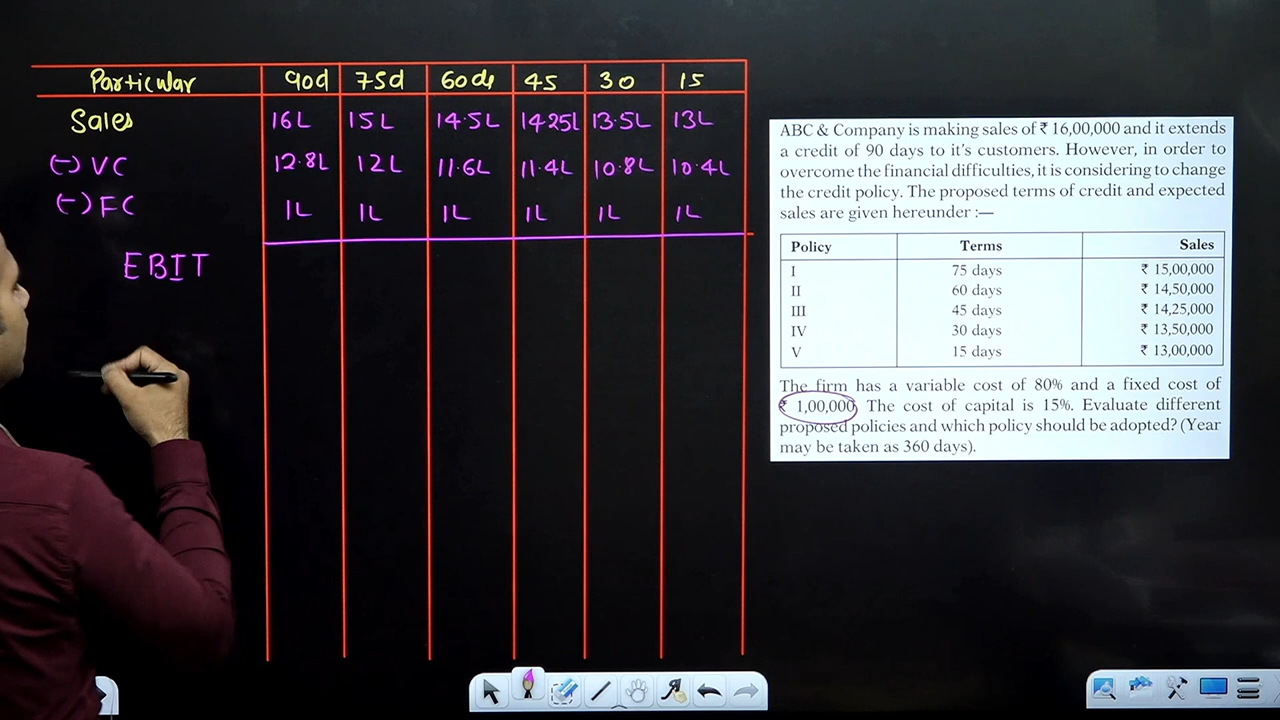 Particular 90d 75d 60ds 45 30 15
Sales 16L 15L 14.5L 1425L 13.5L 13L
(-) VC 12.8L 12L 11.6L 11.4L 10.8L 10.4L
(-) FC 1L 1L 1L 1L 1L 1L
EBIT
ABC & Company is making sales of ₹ 16,00,000 and it extends
a credit of 90 days to it's customers. However, in order to
overcome the financial difficulties, it is considering to change
the credit policy. The proposed terms of credit and expected
sales are given hereunder :—
Policy Terms Sales
I 75 days ₹ 15,00,000
II 60 days ₹ 14,50,000
III 45 days ₹ 14,25,000
IV 30 days ₹ 13,50,000
V 15 days ₹ 13,00,000
The firm has a variable cost of 80% and a fixed cost of
₹ 1,00,000. The cost of capital is 15%. Evaluate different
proposed policies and which policy should be adopted? (Year
may be taken as 360 days).